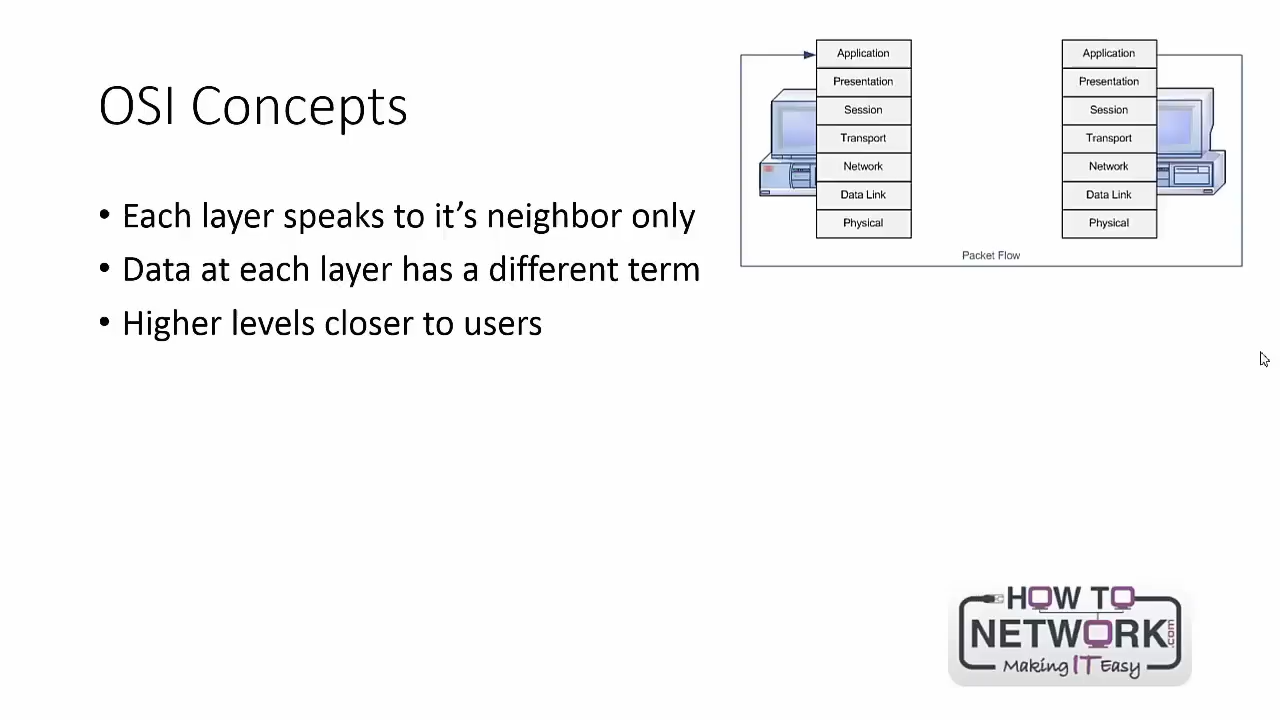 OSI Concepts
• Each layer speaks to it’s neighbor only
• Data at each layer has a different term
• Higher levels closer to users
Application
Presentation
Session
Transport
Network
Data Link
Physical
Application
Presentation
Session
Transport
Network
Data Link
Physical
Packet Flow
HOW TO
NETWORK.com
Making IT Easy